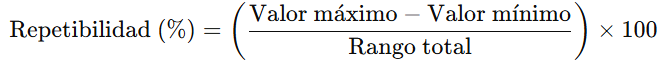 Repetibilidad (%) = (Valor máximo − Valor mínimo / Rango total) × 100